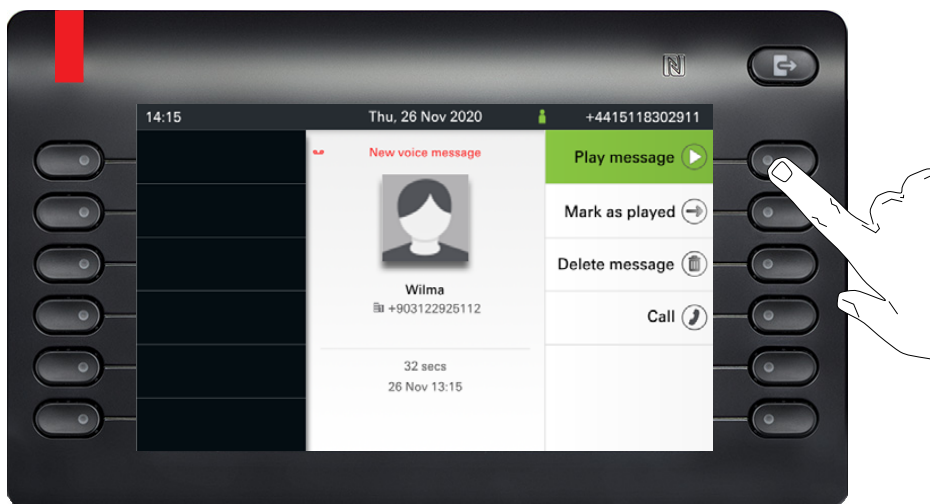 14:15
Thu, 26 Nov 2020
+4415118302911
New voice message
Wilma
+903122925112
32 secs
26 Nov 13:15
Play message
Mark as played
Delete message
Call